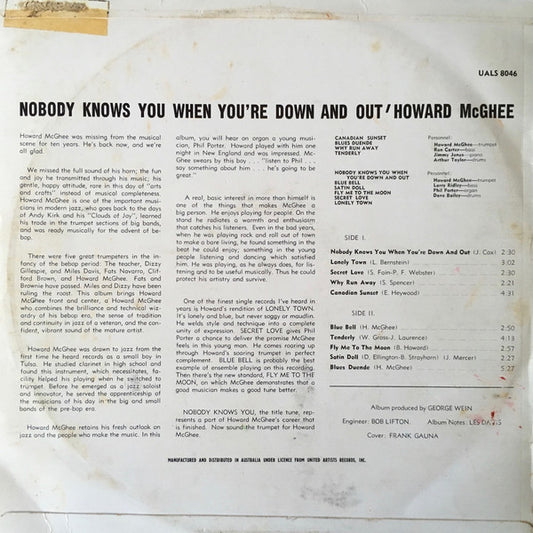 UALS 8046
NOBODY KNOWS YOU WHEN YOU'RE DOWN AND OUT/HOWARD McGHEE
Howard McGhee was missing from the musical
scene for ten years. He's back now, and we're
all glad.
We missed the full sound of his horn; the fun
and joy he transmitted through his music; his
gentle, happy attitude, rare in this day of "arts
and crafts" instead of musical completeness.
Howard McGhee is one of the important musi-
cians in modern jazz, who goes back to the days
of Andy Kirk and his "Clouds of Joy", learned
his trade in the trumpet sections of big bands,
and was ready musically for the advent of be-
bop.
There were five great trumpeters in the in-
fancy of the bebop period: The teacher, Dizzy
Gillespie, and Miles Davis, Fats Navarro, Clif-
ford Brown, and Howard McGhee. Fats and
Brownie have passed. Miles and Dizzy have been
ruling the roost. This album brings Howard
McGhee front and center, a Howard McGhee
who combines the brilliance and technical wiz-
ardry of his bebop era, the sense of tradition
and continuity in jazz of a veteran, and the con-
fident, vibrant sound of the mature artist.
Howard McGhee was drawn to jazz from the
first time he heard records as a small boy in
Tulsa. He studied clarinet in high school and
found this instrument, which necessitates, fa-
cility helped his playing when he switched to
trumpet. Before he emerged as a jazz soloist
and innovator, he served the apprenticeship of
the musicians of his day in the big and small
bands of the pre-bop era.
Howard McGhee retains his fresh outlook on
jazz and the people who make the music. In this
album, you will hear on organ a young musi-
cian, Phil Porter. Howard played with him one
night in New England and was impressed. Mc-
Ghee swears by this boy . . . "listen to Phil . . .
say something about him . . . he's going to be
great."
A real, basic interest in more than himself is
one of the things that makes McGhee a
big person. He enjoys playing for people. On the
he radiates a warmth and enthusiasm
that catches his listeners. Even in the bad years,
when he was playing rock and roll out of town
to make a bare living, he found something in the
beat he could enjoy, something in the young
people listening and dancing which satisfied
him. He was playing, as he always does, for lis-
tening and to be useful musically. Thus he could
protect his artistry and survive.
One of the finest single records I've heard in
years is Howard's rendition of LONELY TOWN.
It's lonely and blue, but never soggy or maudlin.
He welds style and technique into a complete
unity of expression. SECRET LOVE gives Phil
Porter a chance to deliver the promise McGhee
feels in this young man. He comes roaring up
through Howard's soaring trumpet in perfect
complement. BLUE BELL is probably the best
example of ensemble playing on this recording.
Then there's the new standard, FLY ME TO THE
MOON, on which McGhee demonstrates that a
good musician makes a good tune better.
NOBODY KNOWS YOU, the title tune, repre-
sents a part of Howard McGhee's career that
is finished. Now sound the trumpet for Howard
McGhee.
CANADIAN SUNSET
BLUES DUENDE
WHY RUN AWAY
TENDERLY
Personnel:
Howard McGhee—trumpet
Ron Carter—bass
Jimmy Jones—piano
Arthur Taylor—drums
NOBODY KNOWS YOU WHEN
YOU'RE DOWN AND OUT
BLUE BELL
SATIN DOLL
FLY ME TO THE MOON
SECRET LOVE
LONELY TOWN
Personnel:
Howard McGhee—trumpet
Larry Ridley—bass
Phil Porter—organ
Dave Bailey—drums
SIDE I.
Nobody Knows You When You're Down And Out (J. Cox) 2:30
Lonely Town (L. Bernstein) 3:02
Secret Love (S. Fain-P. F. Webster) 2:30
Why Run Away (S. Spencer) 2:21
Canadian Sunset (E. Heywood) 4:31
SIDE II.
Blue Bell (H. McGhee) 2:50
Tenderly (W. Gross-J. Laurence) 4:31
Fly Me To The Moon (B. Howard) 2:57
Satin Doll (D. Ellington-B. Strayhorn) (J. Mercer) 2:27
Blues Duende (H. McGhee) 5:27
Album produced by GEORGE WEIN
Engineer: BOB LIFTON. Album Notes: LES DAVIS
Cover: FRANK GAUNA
MANUFACTURED AND DISTRIBUTED IN AUSTRALIA UNDER LICENCE FROM UNITED ARTISTS RECORDS, INC.